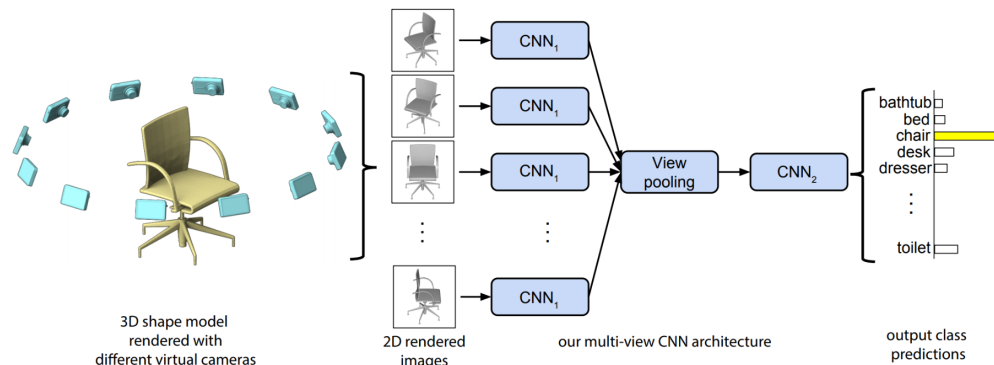 CNN₁
CNN₁
CNN₁
CNN₁
View
pooling
CNN₂
bathtub
bed
chair
desk
dresser
toilet
3D shape model
rendered with
different virtual cameras
2D rendered
images
our multi-view CNN architecture
output class
predictions